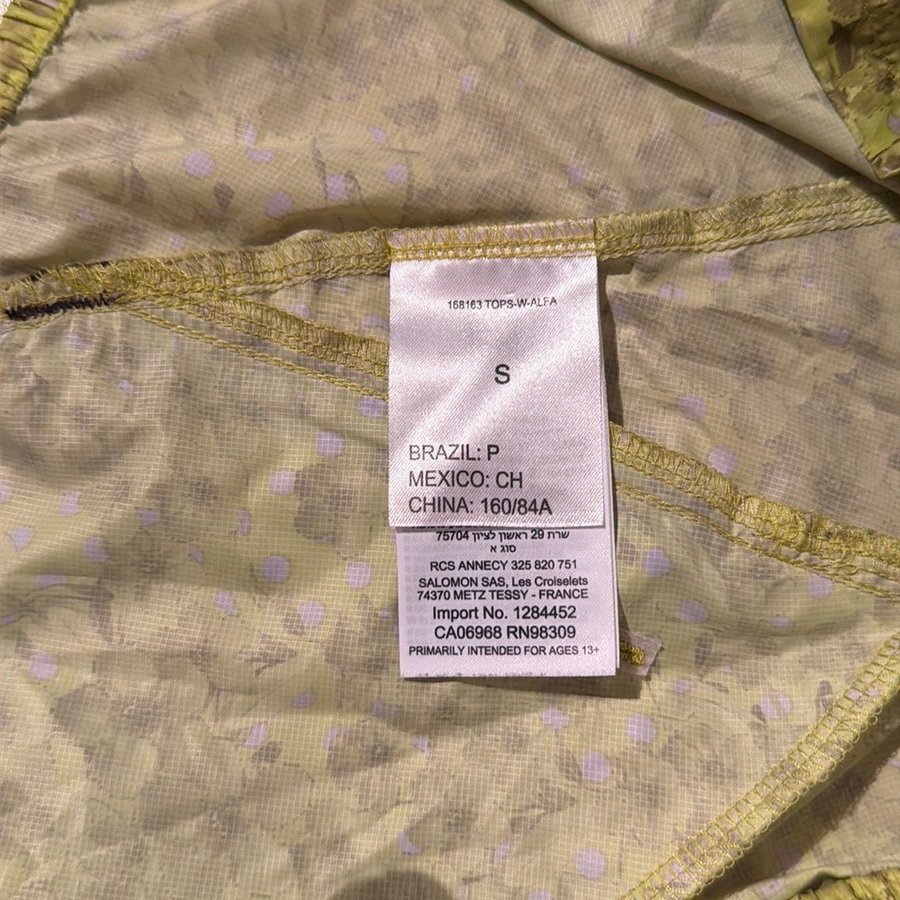 158163 TOPS-W-ALFA
S
BRAZIL: P
MEXICO: CH
CHINA: 160/84A
שרת 29 ראשון לציון 75704
סוג א
RCS ANNECY 325 820 751
SALOMON SAS, Les Croiselets
74370 METZ TESSY - FRANCE
Import No. 1284452
CA06968 RN98309
PRIMARILY INTENDED FOR AGES 13+